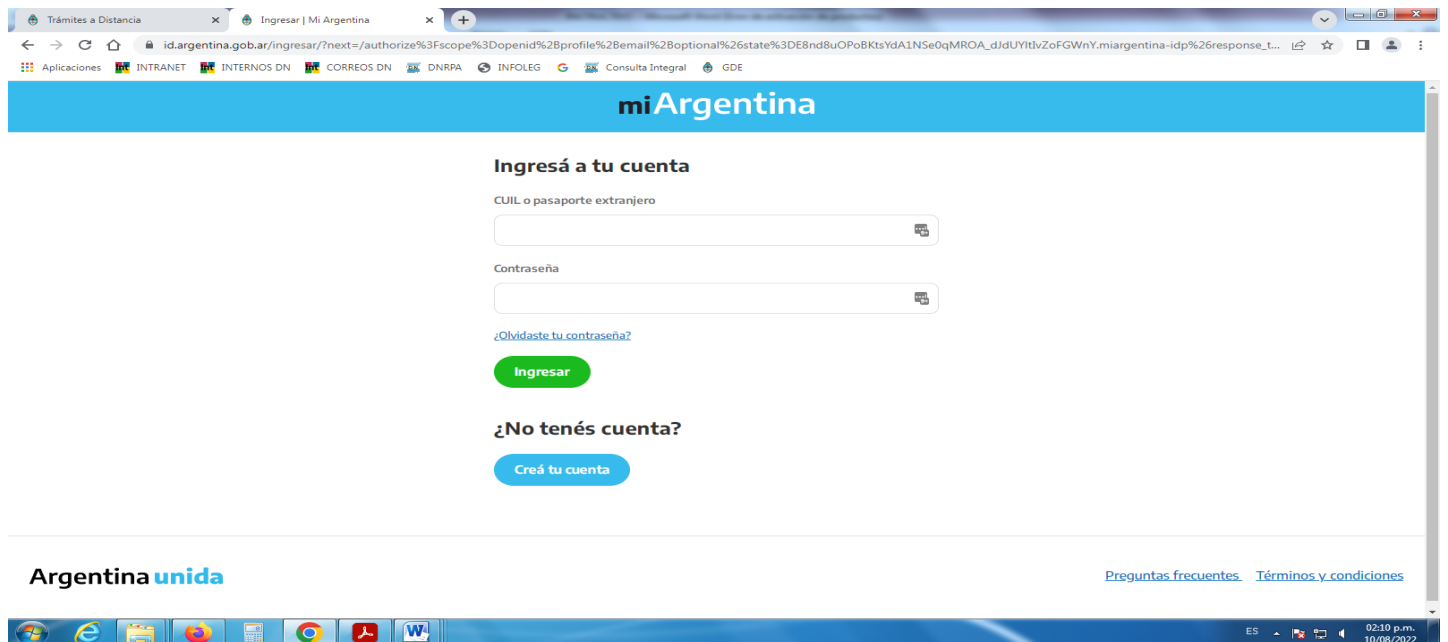 Trámites a Distancia
Ingresar | Mi Argentina
id.argentina.gob.ar/ingresar/?next=/authorize%3Fscope%3Dopenid%2Bprofile%2Bemail%2Boptional%26state%3DE8nd8uOPoBKtsYdA1NSe0qMROA_dJdUYltIvZoFGWnY.miargentina-idp%26response_t...
Aplicaciones INTRANET INTERNOS DN CORREOS DN DNRPA INFOLEG Consulta Integral GDE
miArgentina
Ingresá a tu cuenta
CUIL o pasaporte extranjero
Contraseña
¿Olvidaste tu contraseña?
Ingresar
¿No tenés cuenta?
Creá tu cuenta
Argentina unida
Preguntas frecuentes Términos y condiciones
ES
02:10 p.m.
10/08/2022